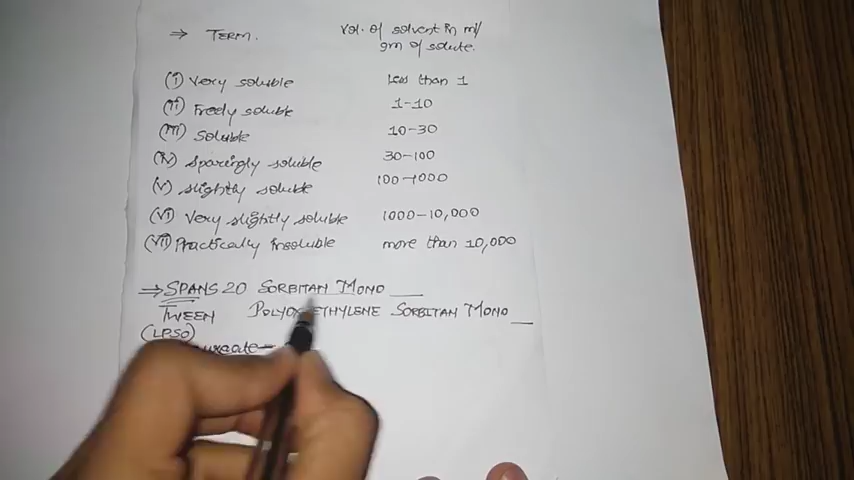 ⇒ TERM. Vol. of solvent in ml/
gm of solute.
(i) Very soluble Less than 1
(ii) Freely soluble 1-10
(iii) soluble 10-30
(iv) sparingly soluble 30-100
(v) slightly soluble 100-1000
(vi) Very slightly soluble 1000-10,000
(vii) Practically insoluble more than 10,000
⇒ SPANS 20 SORBITAN MONO __
TWEEN SORBITAN MONO __
(LPSO)